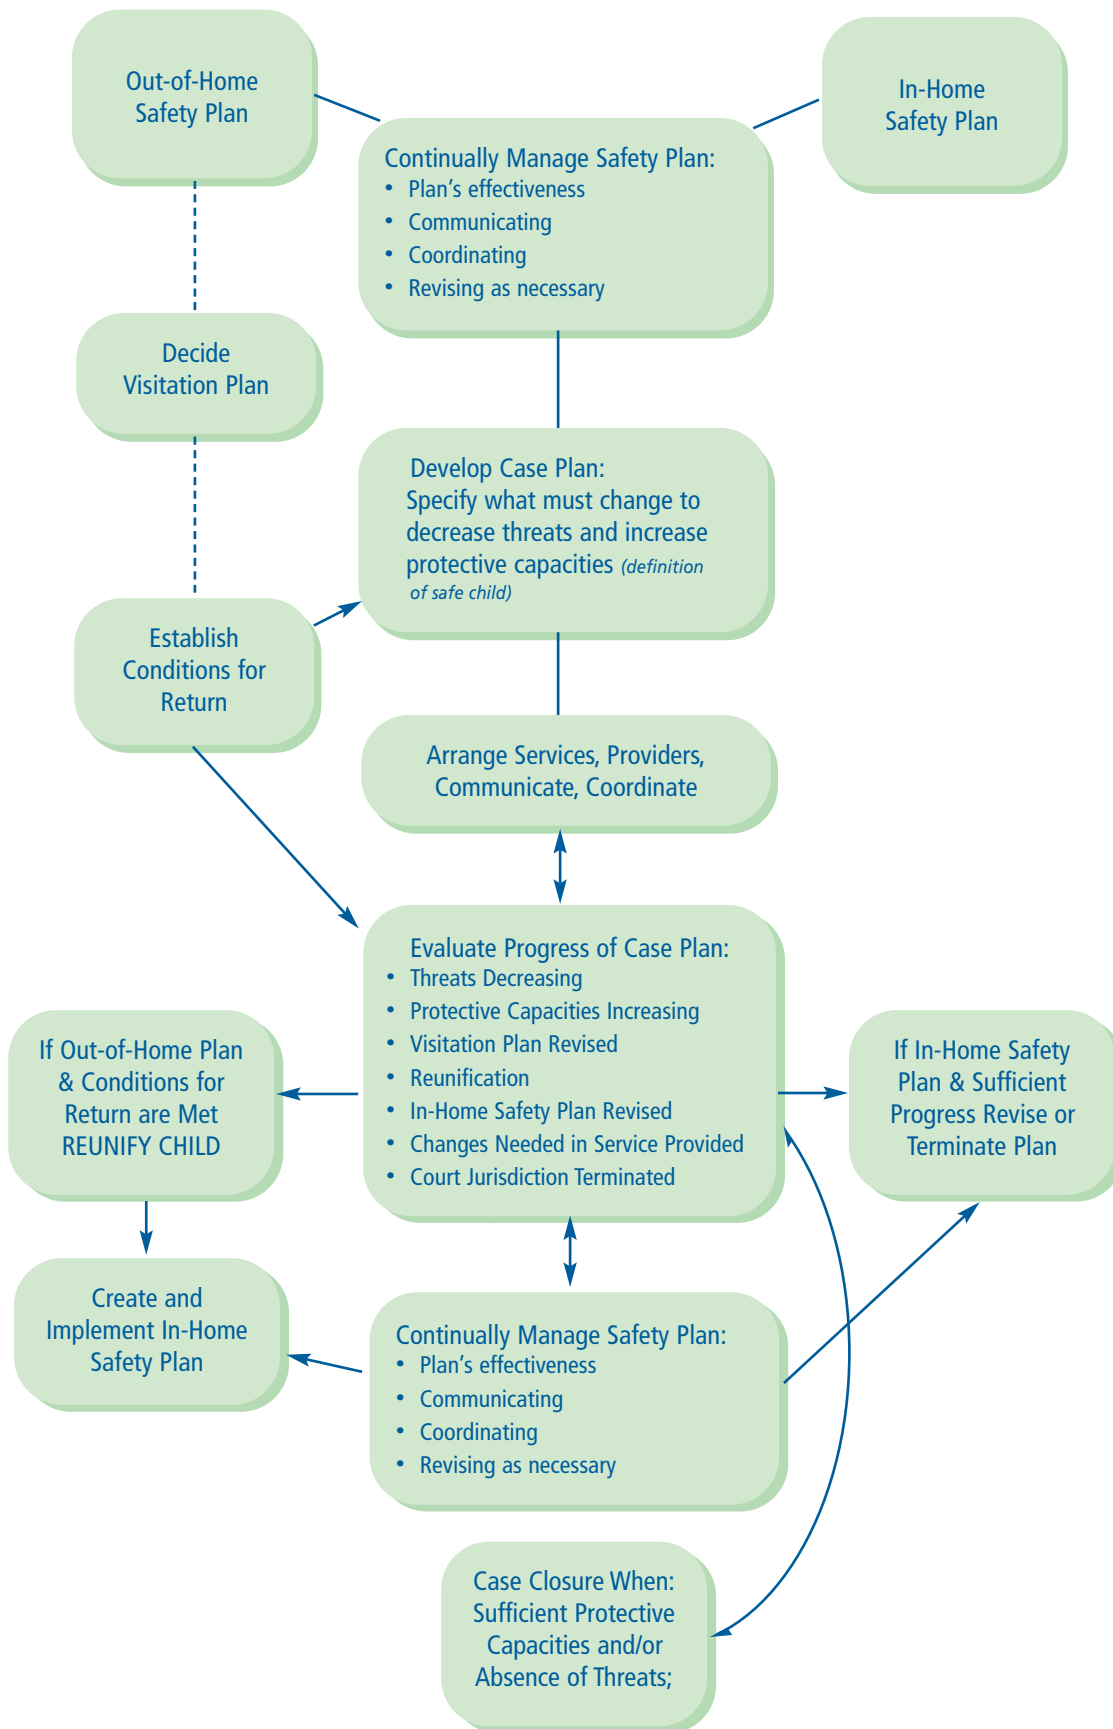 Out-of-Home
Safety Plan
In-Home
Safety Plan
Continually Manage Safety Plan:
• Plan's effectiveness
• Communicating
• Coordinating
• Revising as necessary
Decide
Visitation Plan
Develop Case Plan:
Specify what must change to
decrease threats and increase
protective capacities (definition
of safe child)
Establish
Conditions for
Return
Arrange Services, Providers,
Communicate, Coordinate
Evaluate Progress of Case Plan:
• Threats Decreasing
• Protective Capacities Increasing
• Visitation Plan Revised
• Reunification
• In-Home Safety Plan Revised
• Changes Needed in Service Provided
• Court Jurisdiction Terminated
If Out-of-Home Plan
& Conditions for
Return are Met
REUNIFY CHILD
If In-Home Safety
Plan & Sufficient
Progress Revise or
Terminate Plan
Create and
Implement In-Home
Safety Plan
Continually Manage Safety Plan:
• Plan's effectiveness
• Communicating
• Coordinating
• Revising as necessary
Case Closure When:
Sufficient Protective
Capacities and/or
Absence of Threats;